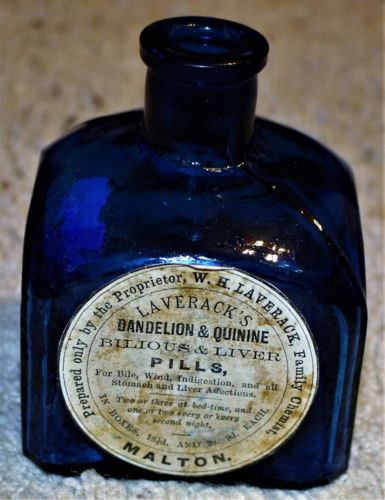 Prepared only by the Proprietor, W. H. LAVERACK, Family Chemist,
LAVERACK'S
DANDELION & QUININE
BILIOUS & LIVER
PILLS,
For Bile, Wind, Indigestion, and all
Stomach and Liver Affections.
Two or three at bed-time, and
one or two every or every
second night.
IN BOXES, 13½d. AND 2s. 9d. EACH.
MALTON.